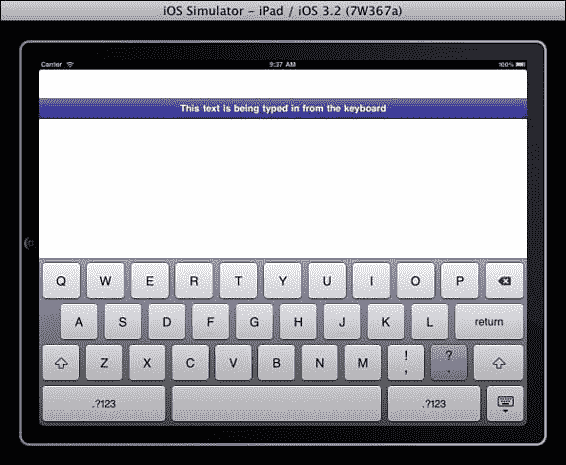 iOS Simulator - iPad / iOS 3.2 (7W367a)
Carrier 9:37 AM 100%
This text is being typed in from the keyboard
Q W E R T Y U I O P
A S D F G H J K L return
Z X C V B N M ! , ? .
.?123 .?123